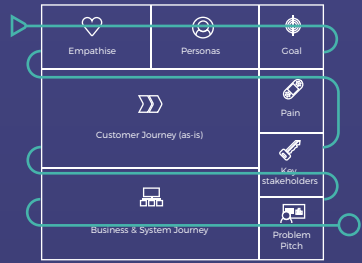 Empathise
Personas
Goal
Customer Journey (as-is)
Pain
Key
stakeholders
Business & System Journey
Problem
Pitch